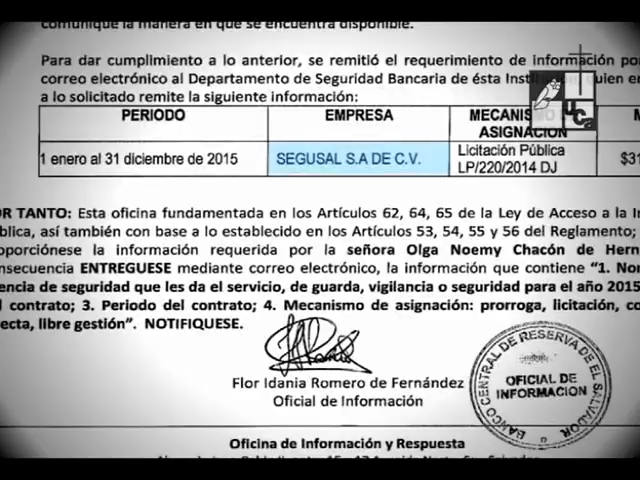 comunique la manera en que se encuentra disponible.
Para dar cumplimiento a lo anterior, se remitió el requerimiento de información por
correo electrónico al Departamento de Seguridad Bancaria de ésta Institución, quien en
a lo solicitado remite la siguiente información:
PERIODO EMPRESA MECANISMO ASIGNACIÓN
1 enero al 31 diciembre de 2015 SEGUSAL S.A DE C.V. Licitación Pública LP/220/2014 DJ $31
OR TANTO: Esta oficina fundamentada en los Artículos 62, 64, 65 de la Ley de Acceso a la In
blica, así también con base a lo establecido en los Artículos 53, 54, 55 y 56 del Reglamento;
oporciónese la información requerida por la señora Olga Noemy Chacón de Hern
nsecuencia ENTREGUESE mediante correo electrónico, la información que contiene “1. Nom
encia de seguridad que les da el servicio, de guarda, vigilancia o seguridad para el año 2015
l contrato; 3. Periodo del contrato; 4. Mecanismo de asignación: prorroga, licitación, co
ecta, libre gestión”. NOTIFIQUESE.
Flor Idania Romero de Fernández
Oficial de Información
BANCO CENTRAL DE RESERVA DE EL SALVADOR
OFICIAL DE
INFORMACION
Oficina de Información y Respuesta
UCa